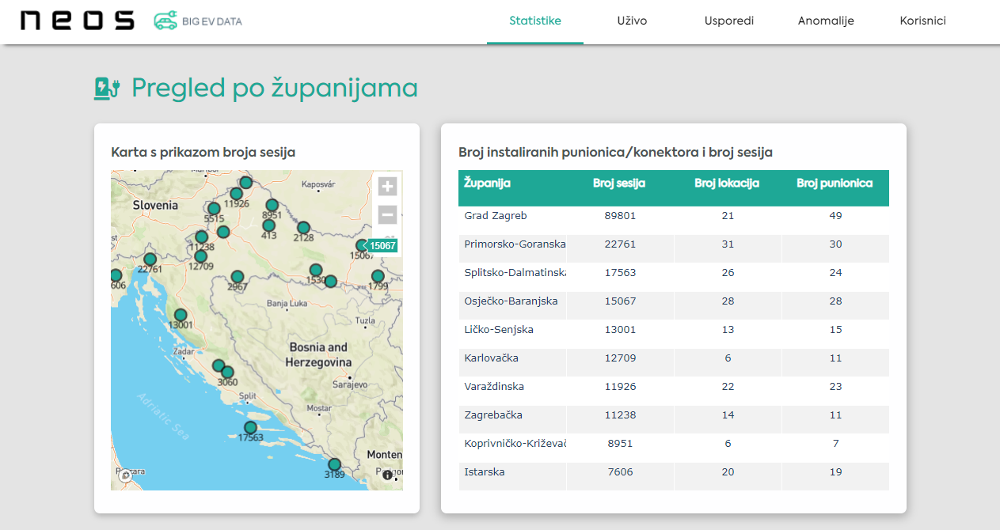 neos BIG EV DATA Statistike Uživo Usporedi Anomalije Korisnici
Pregled po županijama
Karta s prikazom broja sesija
Kaposvár
Slovenia
11926
5515
8951
413
2128
15067
11238
15067
12709
22761
606
2967
1530
1799
Banja Luka
13001
Tuzla
Bosnia and
Herzegovina
Zadar
3060
Sarajevo
Split
Adriatic Sea
Mostar
17563
Monten
3189
Broj instaliranih punionica/konektora i broj sesija
Županija Broj sesija Broj lokacija Broj punionica
Grad Zagreb 89801 21 49
Primorsko-Goranska 22761 31 30
Splitsko-Dalmatinska 17563 26 24
Osječko-Baranjska 15067 28 28
Ličko-Senjska 13001 13 15
Karlovačka 12709 6 11
Varaždinska 11926 22 23
Zagrebačka 11238 14 11
Koprivničko-Križevač 8951 6 7
Istarska 7606 20 19